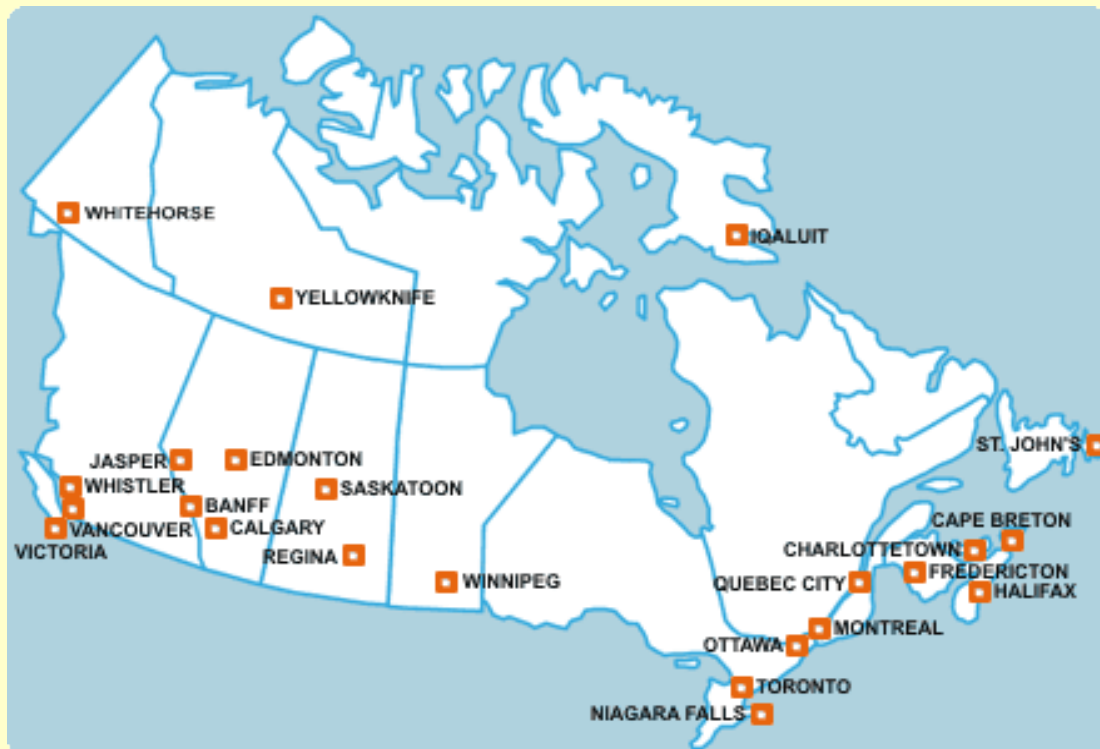 WHITEHORSE
IQALUIT
YELLOWKNIFE
ST. JOHN'S
JASPER
EDMONTON
WHISTLER
SASKATOON
BANFF
CAPE BRETON
VANCOUVER
CALGARY
VICTORIA
CHARLOTTETOWN
REGINA
FREDERICTON
QUEBEC CITY
WINNIPEG
HALIFAX
MONTREAL
OTTAWA
TORONTO
NIAGARA FALLS